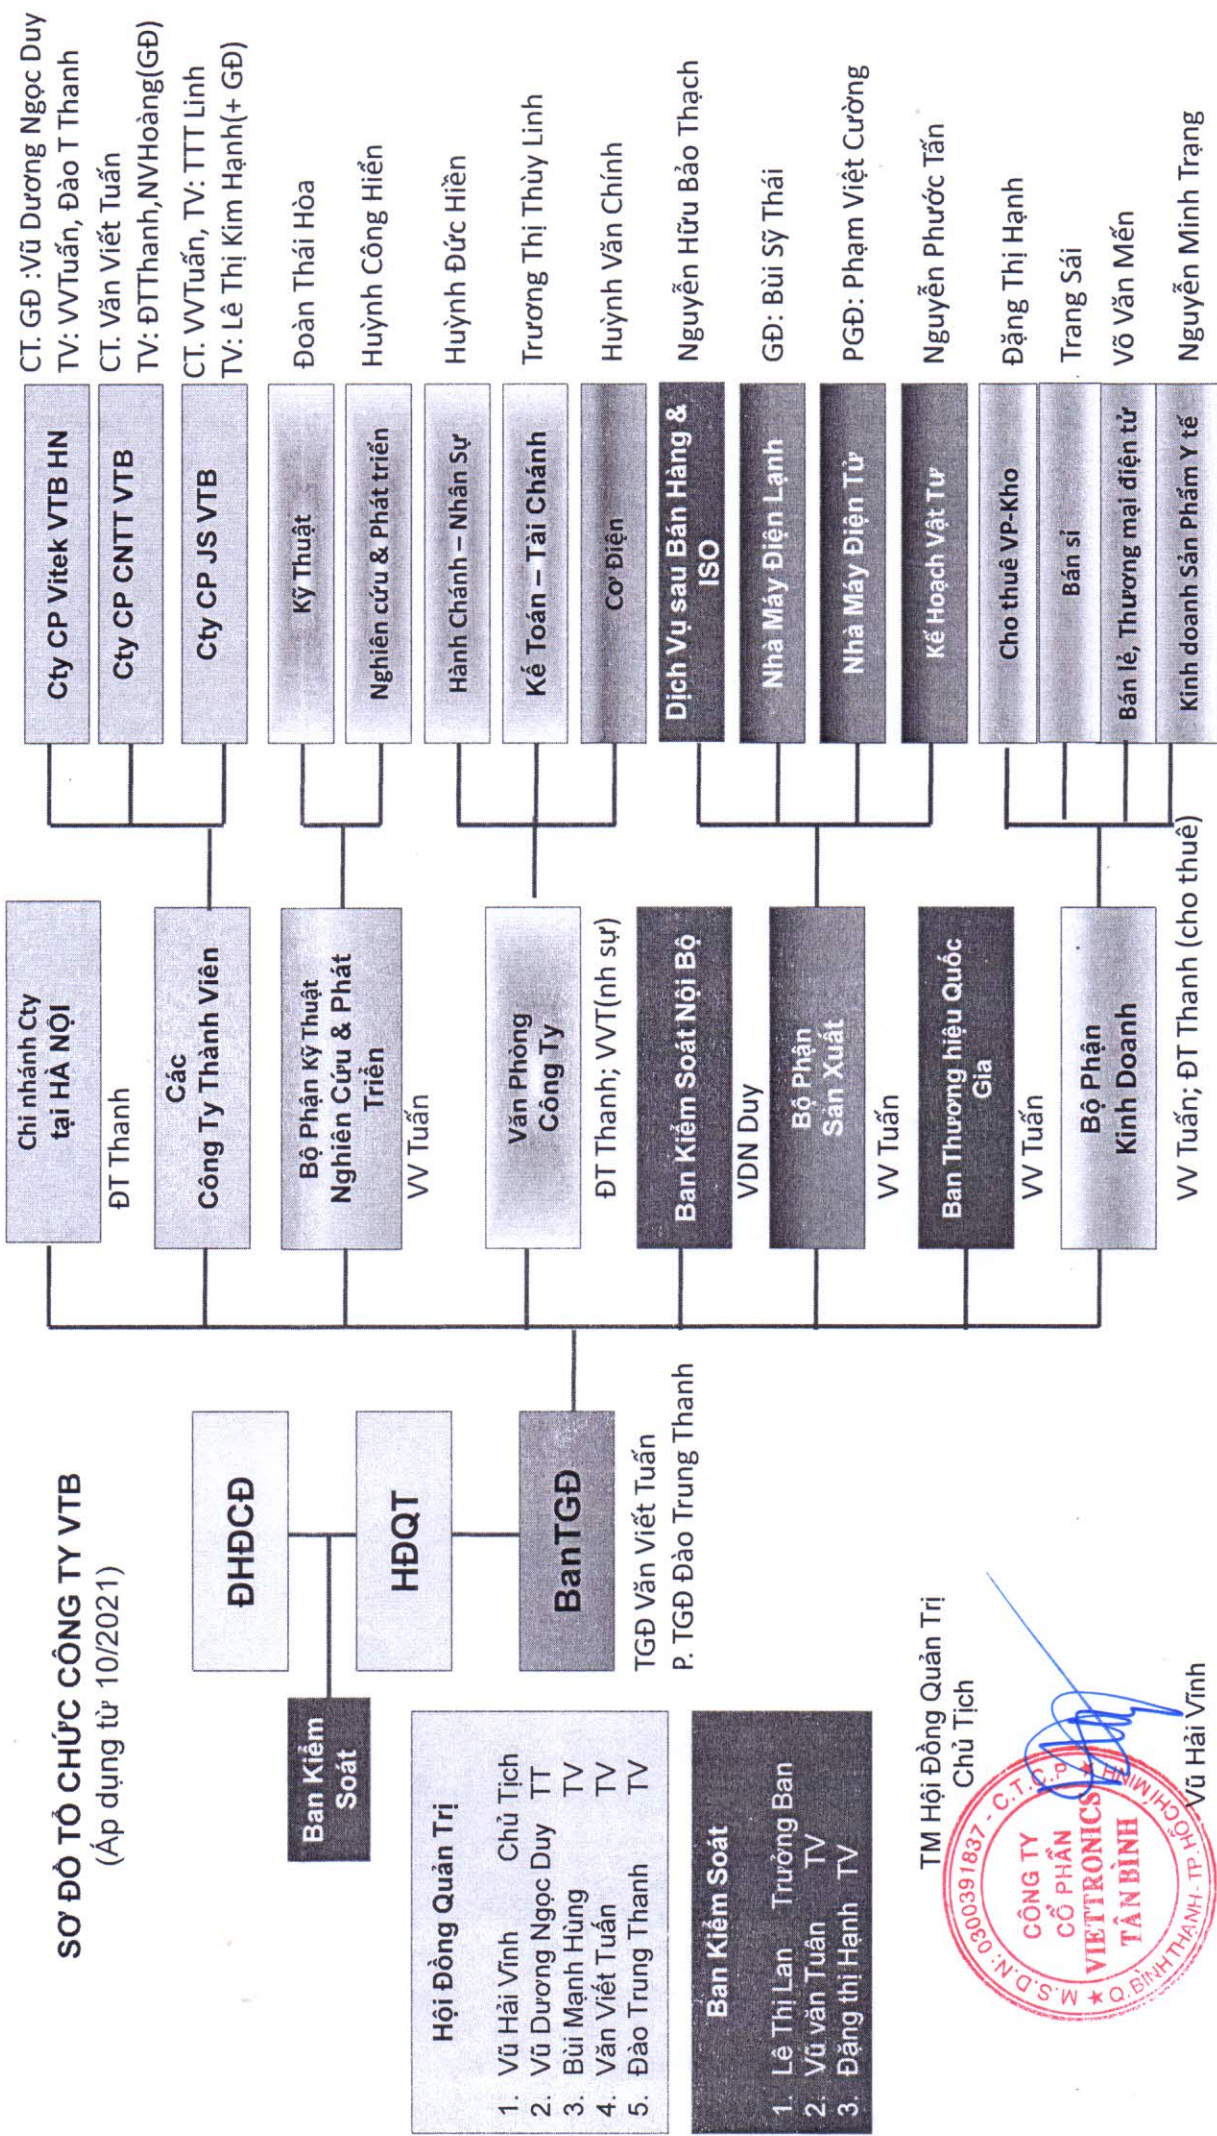 SƠ ĐỒ TỔ CHỨC CÔNG TY VTB
(Áp dụng từ 10/2021)
ĐHĐCĐ
Ban Kiểm
Soát
HĐQT
BanTGĐ
TGĐ Văn Viết Tuấn
P. TGĐ Đào Trung Thanh
Hội Đồng Quản Trị
1. Vũ Hải Vĩnh Chủ Tịch
2. Vũ Dương Ngọc Duy TT
3. Bùi Mạnh Hùng TV
4. Văn Viết Tuấn TV
5. Đào Trung Thanh TV
Ban Kiểm Soát
1. Lê Thị Lan Trưởng Ban
2. Vũ văn Tuân TV
3. Đặng thị Hạnh TV
TM Hội Đồng Quản Trị
Chủ Tịch
M.S.D.N: 0300391837 - C.T.C.P
CÔNG TY
CỔ PHẦN
VIETTRONICS
TÂN BÌNH
Q. BÌNH THẠNH - TP. HỒ CHÍ MINH
Vũ Hải Vĩnh
Chi nhánh Cty
tại HÀ NỘI
ĐT Thanh
Các
Công Ty Thành Viên
Bộ Phận Kỹ Thuật
Nghiên Cứu & Phát
Triển
VV Tuấn
Văn Phòng
Công Ty
ĐT Thanh; VVT(nh sự)
Ban Kiểm Soát Nội Bộ
VDN Duy
Bộ Phận
Sản Xuất
VV Tuấn
Ban Thương hiệu Quốc
Gia
VV Tuấn
Bộ Phận
Kinh Doanh
VV Tuấn; ĐT Thanh (cho thuê)
Cty CP Vitek VTB HN
CT. GĐ :Vũ Dương Ngọc Duy
TV: VVTuấn, Đào T Thanh
Cty CP CNTT VTB
CT. Văn Viết Tuấn
TV: ĐTThanh,NVHoàng(GĐ)
Cty CP JS VTB
CT. VVTuấn, TV: TTT Linh
TV: Lê Thị Kim Hạnh(+ GĐ)
Kỹ Thuật
Đoàn Thái Hòa
Nghiên cứu & Phát triển
Huỳnh Công Hiển
Hành Chánh – Nhân Sự
Huỳnh Đức Hiền
Kế Toán – Tài Chánh
Trương Thị Thùy Linh
Cơ Điện
Huỳnh Văn Chính
Dịch Vụ sau Bán Hàng &
ISO
Nguyễn Hữu Bảo Thạch
Nhà Máy Điện Lạnh
GĐ: Bùi Sỹ Thái
Nhà Máy Điện Tử
PGĐ: Phạm Việt Cường
Kế Hoạch Vật Tư
Nguyễn Phước Tấn
Cho thuê VP-Kho
Đặng Thị Hạnh
Bán sỉ
Trang Sái
Bán lẻ, Thương mại điện tử
Võ Văn Mến
Kinh doanh Sản Phẩm Y tế
Nguyễn Minh Trạng